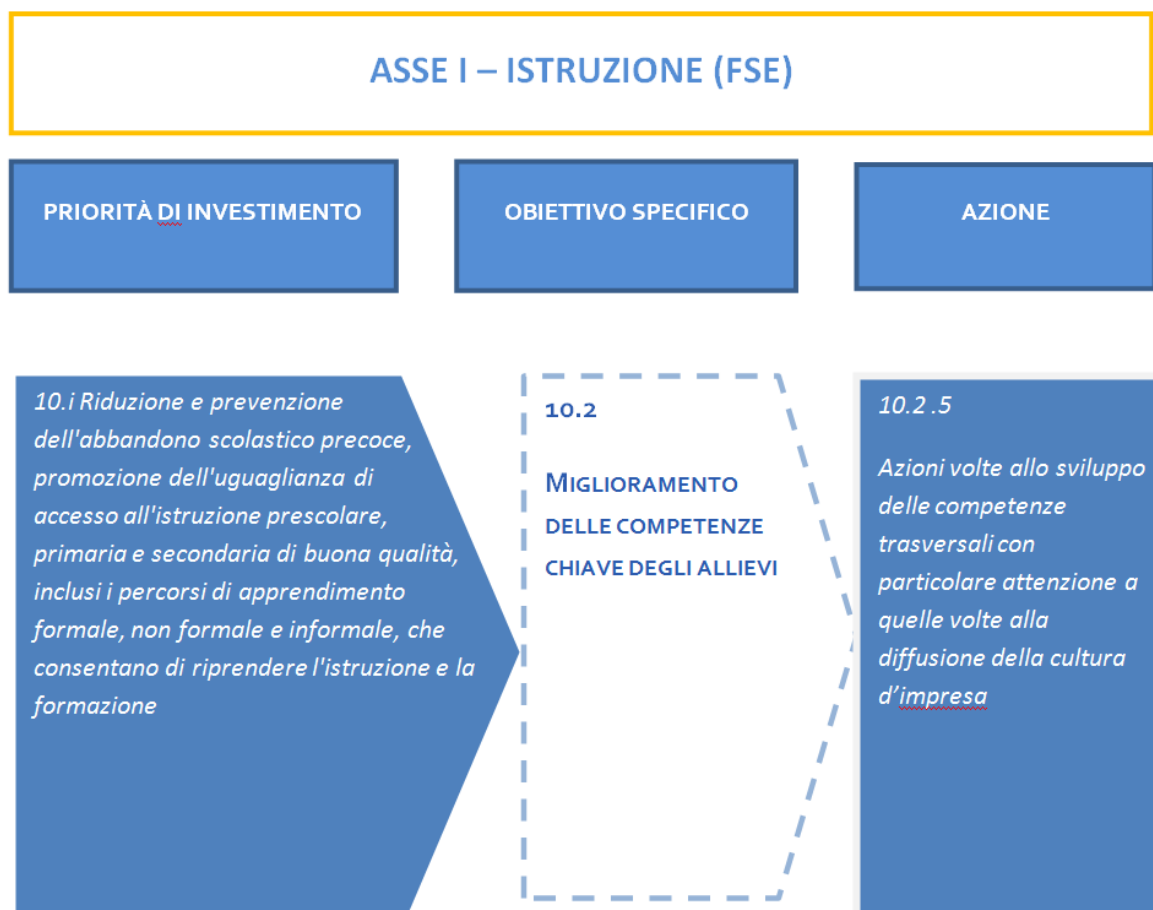 ASSE I – ISTRUZIONE (FSE)
PRIORITÀ DI INVESTIMENTO
OBIETTIVO SPECIFICO
AZIONE
10.i Riduzione e prevenzione
dell'abbandono scolastico precoce,
promozione dell'uguaglianza di
accesso all'istruzione prescolare,
primaria e secondaria di buona qualità,
inclusi i percorsi di apprendimento
formale, non formale e informale, che
consentano di riprendere l'istruzione e la
formazione
10.2
MIGLIORAMENTO
DELLE COMPETENZE
CHIAVE DEGLI ALLIEVI
10.2 .5
Azioni volte allo sviluppo
delle competenze
trasversali con
particolare attenzione a
quelle volte alla
diffusione della cultura
d’impresa